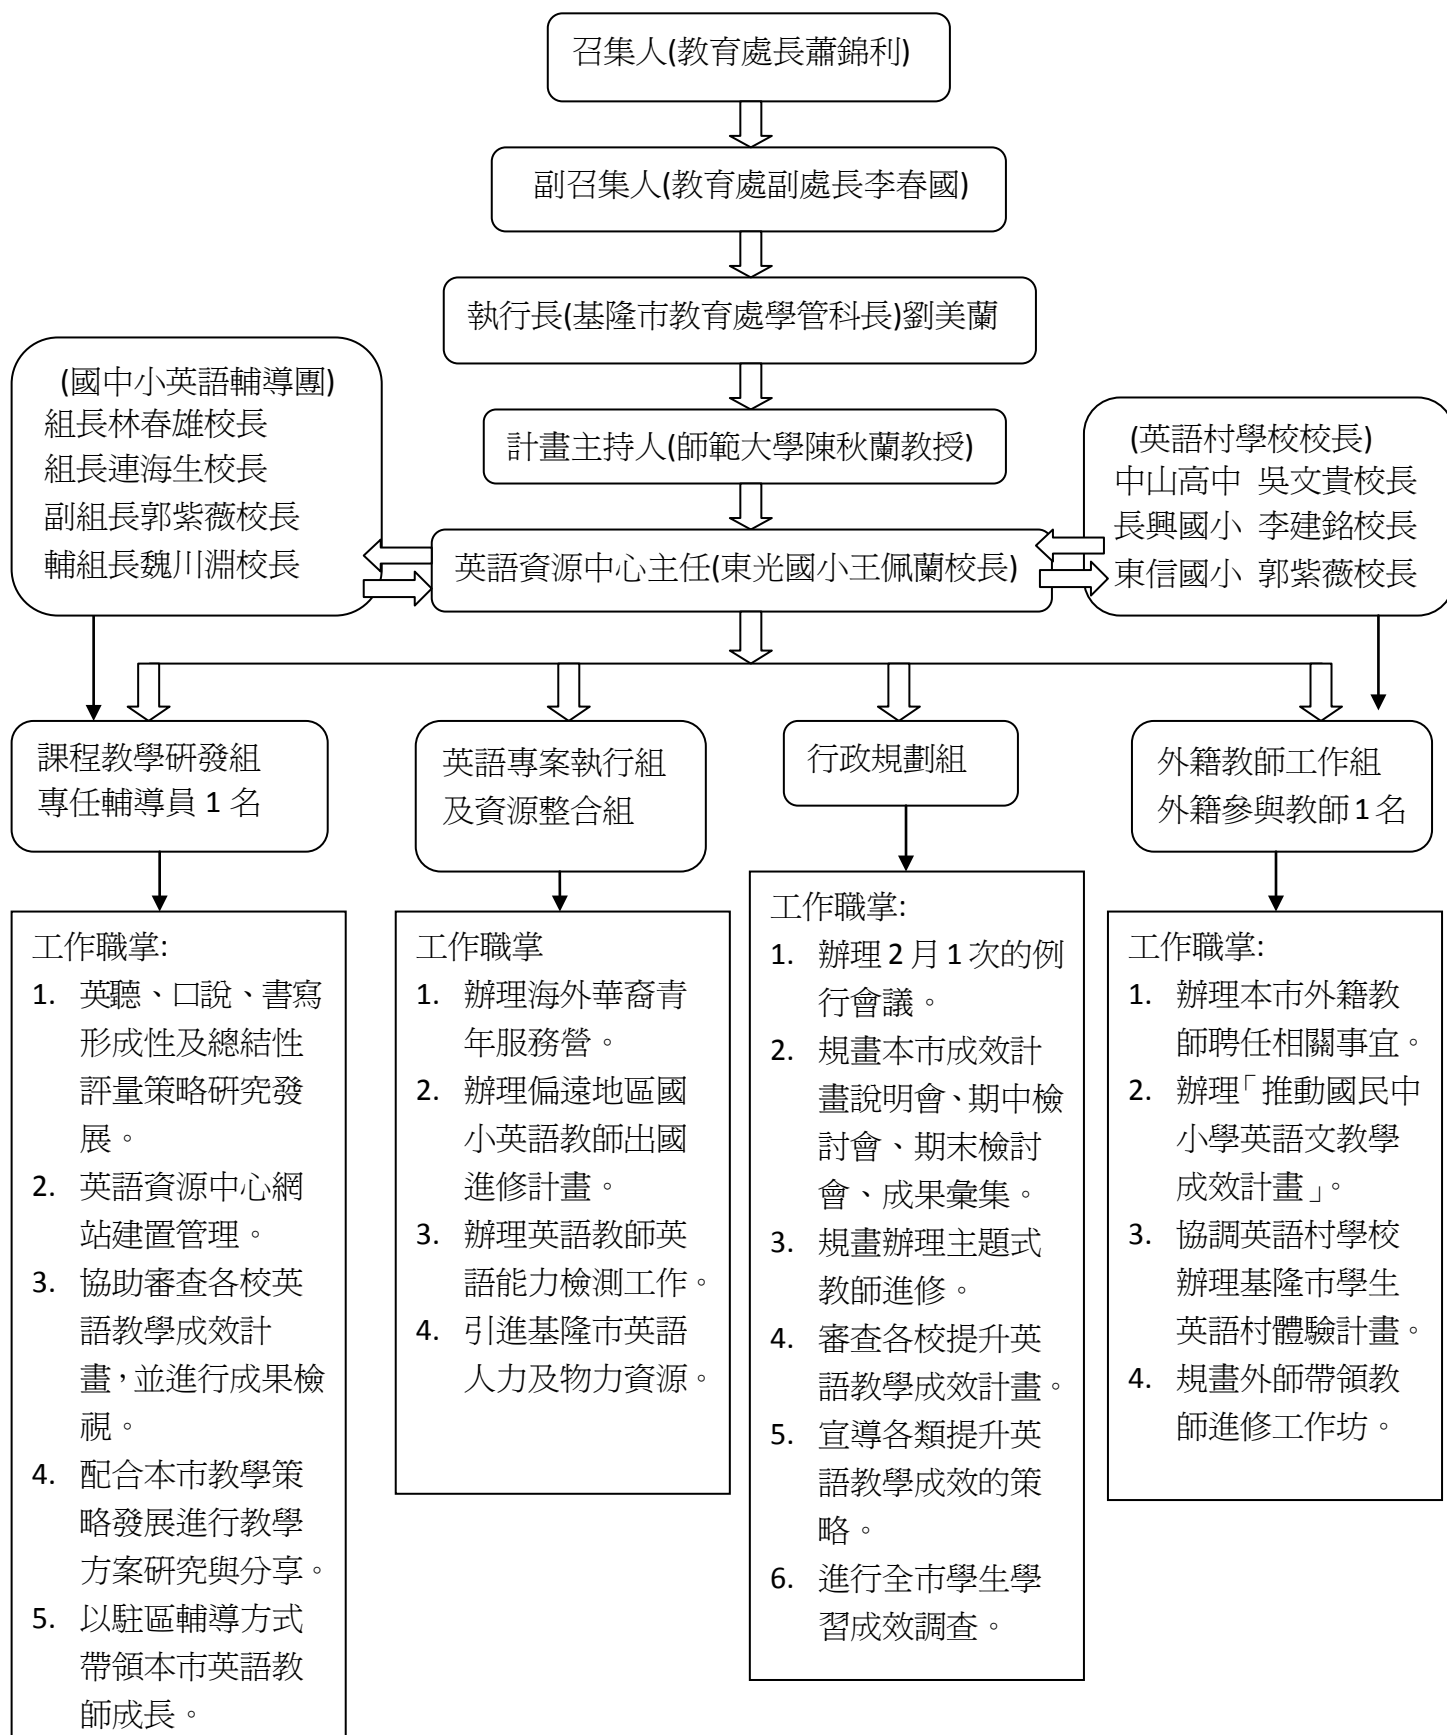 召集人(教育處長蕭錦利)
副召集人(教育處副處長李春國)
執行長(基隆市教育處學管科長)劉美蘭
(國中小英語輔導團)
組長林春雄校長
組長連海生校長
副組長郭紫薇校長
輔組長魏川淵校長
計畫主持人(師範大學陳秋蘭教授)
(英語村學校校長)
中山高中 吳文貴校長
長興國小 李建銘校長
東信國小 郭紫薇校長
英語資源中心主任(東光國小王佩蘭校長)
課程教學研發組
專任輔導員 1 名
英語專案執行組
及資源整合組
行政規劃組
外籍教師工作組
外籍參與教師 1 名
工作職掌:
1. 英聽、口說、書寫
形成性及總結性
評量策略研究發
展。
2. 英語資源中心網
站建置管理。
3. 協助審查各校英
語教學成效計
畫，並進行成果檢
視。
4. 配合本市教學策
略發展進行教學
方案研究與分享。
5. 以駐區輔導方式
帶領本市英語教
師成長。
工作職掌
1. 辦理海外華裔青
年服務營。
2. 辦理偏遠地區國
小英語教師出國
進修計畫。
3. 辦理英語教師英
語能力檢測工作。
4. 引進基隆市英語
人力及物力資源。
工作職掌:
1. 辦理 2 月 1 次的例
行會議。
2. 規畫本市成效計
畫說明會、期中檢
討會、期末檢討
會、成果彙集。
3. 規畫辦理主題式
教師進修。
4. 審查各校提升英
語教學成效計畫。
5. 宣導各類提升英
語教學成效的策
略。
6. 進行全市學生學
習成效調查。
工作職掌:
1. 辦理本市外籍教
師聘任相關事宜。
2. 辦理「推動國民中
小學英語文教學
成效計畫」。
3. 協調英語村學校
辦理基隆市學生
英語村體驗計畫。
4. 規畫外師帶領教
師進修工作坊。